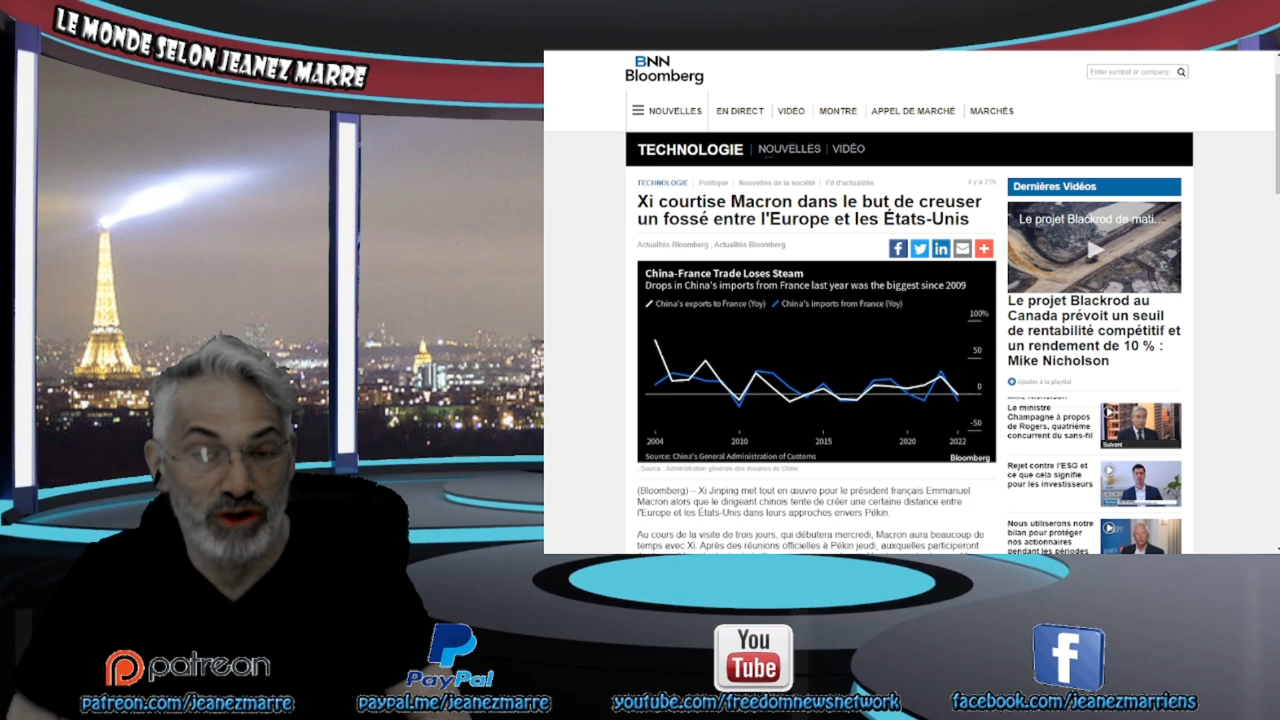 LE MONDE SELON JEANEZ MARRE
BNN
Bloomberg
Enter symbol or company
NOUVELLES
EN DIRECT
VIDÉO
MONTRE
APPEL DE MARCHÉ
MARCHÉS
TECHNOLOGIE | NOUVELLES | VIDÉO
TECHNOLOGIE | Politique | Nouvelles de la société | Fil d'actualités
Il y a 21h
Xi courtise Macron dans le but de creuser
un fossé entre l'Europe et les États-Unis
Actualités Bloomberg , Actualités Bloomberg
China-France Trade Loses Steam
Drops in China's imports from France last year was the biggest since 2009
China's exports to France (Yoy)
China's imports from France (Yoy)
100%
50
0
-50
2004
2010
2015
2020
2022
Source: China's General Administration of Customs
Bloomberg
, Source : Administration générale des douanes de Chine
(Bloomberg) – Xi Jinping met tout en œuvre pour le président français Emmanuel
Macron alors que le dirigeant chinois tente de créer une certaine distance entre
l'Europe et les États-Unis dans leurs approches envers Pékin.
Au cours de la visite de trois jours, qui débutera mercredi, Macron aura beaucoup de
temps avec Xi. Après des réunions officielles à Pékin jeudi, auxquelles participeront
Dernières Vidéos
Le projet Blackrod de mati...
Le projet Blackrod au
Canada prévoit un seuil
de rentabilité compétitif et
un rendement de 10 % :
Mike Nicholson
Ajouter à la playlist
Mike Nicholson
Le ministre
Champagne à propos
de Rogers, quatrième
concurrent du sans-fil
Suivant
Rejet contre l'ESG et
ce que cela signifie
pour les investisseurs
Nous utiliserons notre
bilan pour protéger
nos actionnaires
pendant les périodes
patreon
PayPal
You
Tube
f
patreon.com/jeanezmarre
paypal.me/jeanezmarre
youtube.com/freedomnewsnetwork
facebook.com/jeanezmarriens